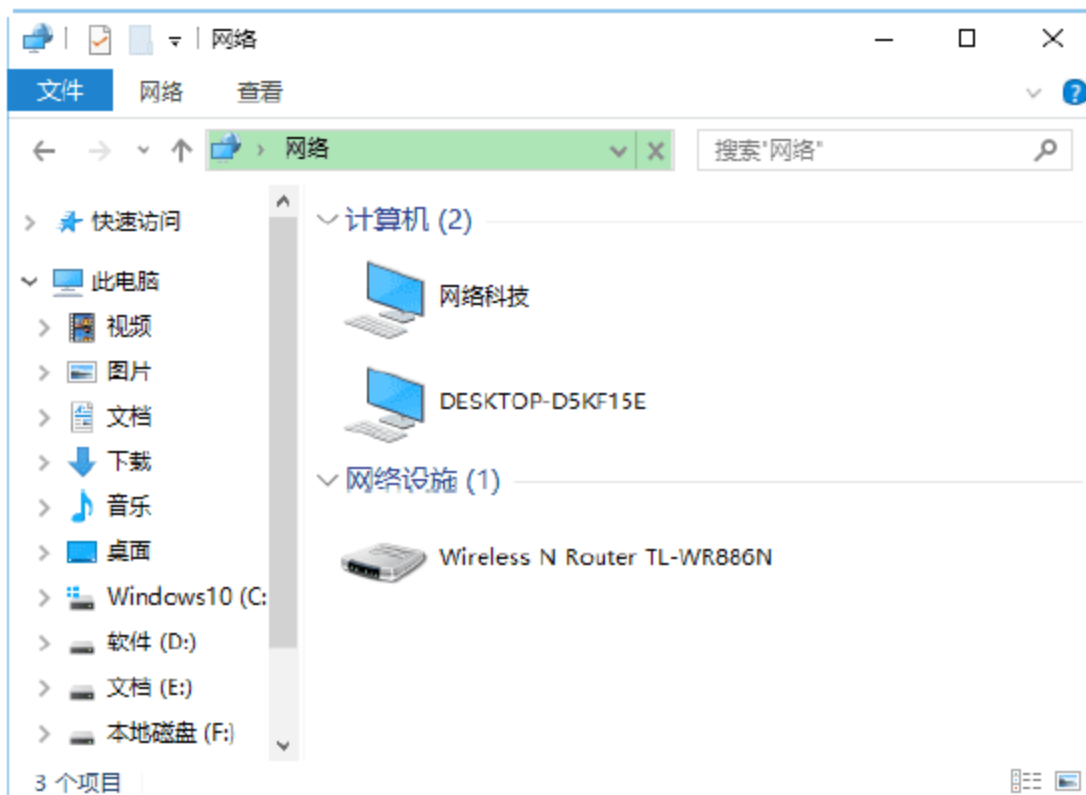 网络
文件 网络 查看
网络 搜索"网络"
快速访问
此电脑
视频
图片
文档
下载
音乐
桌面
Windows10 (C:
软件 (D:)
文档 (E:)
本地磁盘 (F:)
计算机 (2)
网络科技
DESKTOP-D5KF15E
网络设施 (1)
Wireless N Router TL-WR886N
3 个项目